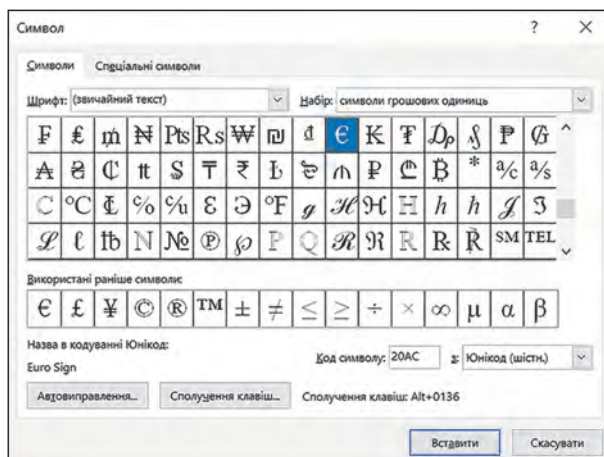 Символ ? ×
Символи Спеціальні символи
Шрифт: (звичайний текст) Набір: символи грошових одиниць
₣ ₤ ₥ ₦ ₧ ₨ ₩ ₪ ₫ € ₭ ₮ ₯ ₰ ₱ ₲
₳ ₴ ₵ ₶ ₷ ₸ ₹ ₺ ₻ ₼ ₽ ₾ ₿ * ℀ ℁
ℂ ℃ ℄ ℅ ℆ ℇ ℈ ℉ ℊ ℋ ℌ ℍ ℎ ℎ ℐ ℑ
ℒ ℓ ℔ ℕ № ℗ ℘ ℙ ℚ ℛ ℜ ℝ ℞ ℟ ℠ ℡
Використані раніше символи:
€ £ ¥ © ® ™ ± ≠ ≤ ≥ ÷ × ∞ µ α β
Назва в кодуванні Юнікод:
Euro Sign
Код символу: 20AC з: Юнікод (шістн.)
Автовиправлення... Сполучення клавіш... Сполучення клавіш: Alt+0136
Вставити Скасувати